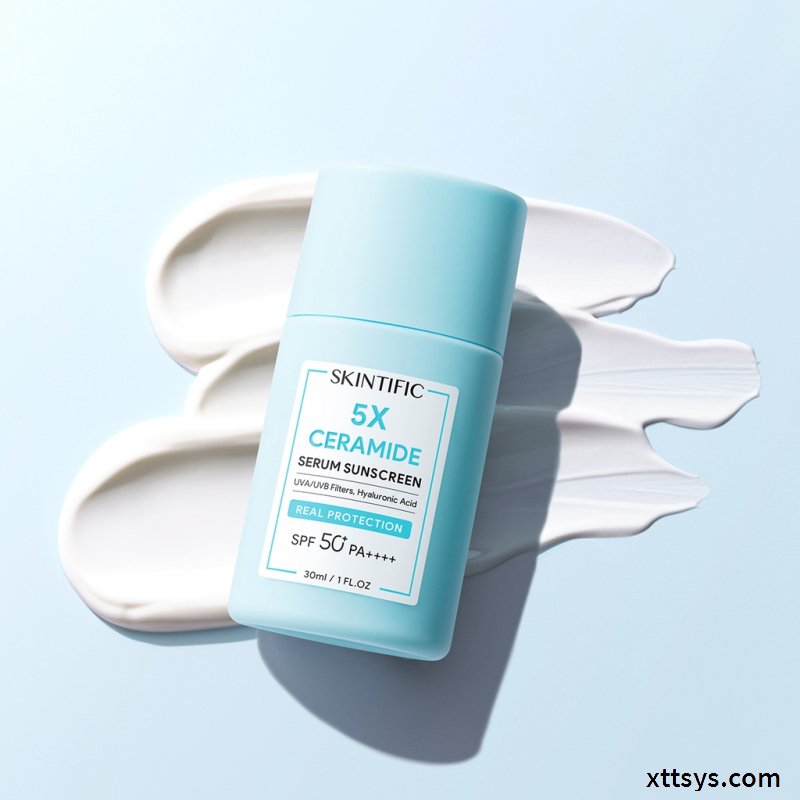 SKINTIFIC
5X
CERAMIDE
SERUM SUNSCREEN
UVA/UVB Filters, Hyaluronic Acid
REAL PROTECTION
SPF 50+ PA++++
30ml / 1 FL.OZ
xttsys.com